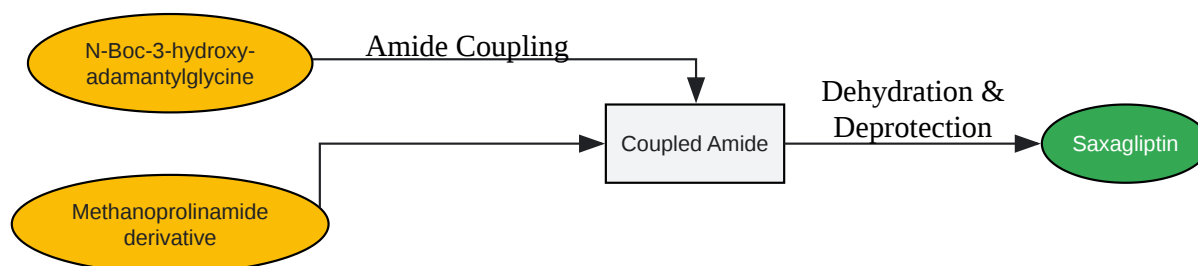 N-Boc-3-hydroxy-
adamantylglycine
Amide Coupling
Dehydration &
Deprotection
Coupled Amide
Saxagliptin
Methanoprolinamide
derivative